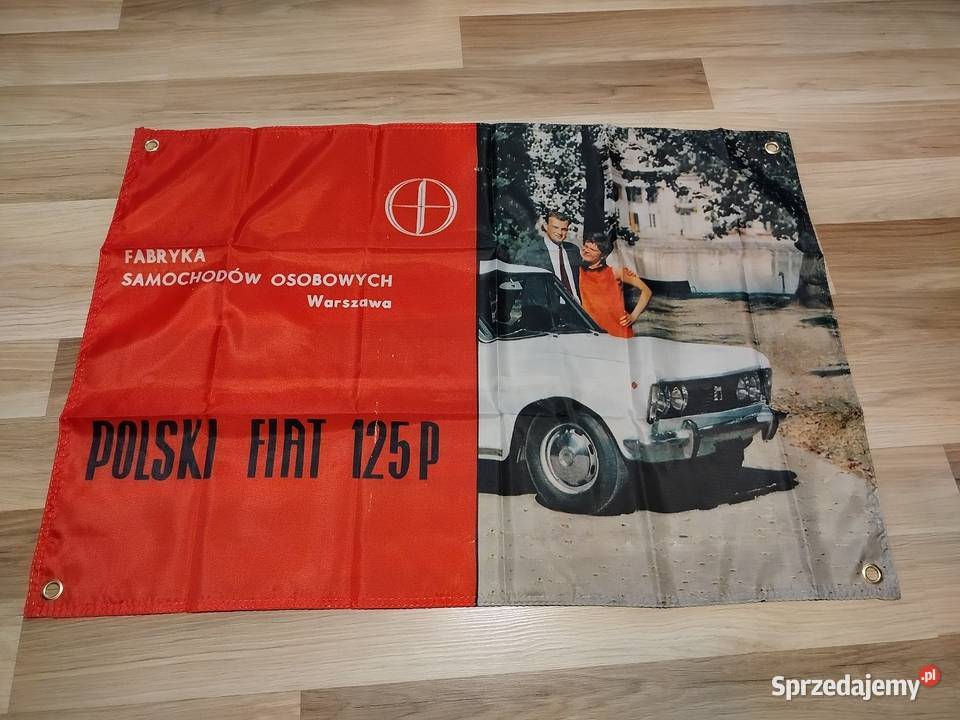 FABRYKA
SAMOCHODÓW OSOBOWYCH
Warszawa
POLSKI FIAT 125P
Sprzedajemy.pl